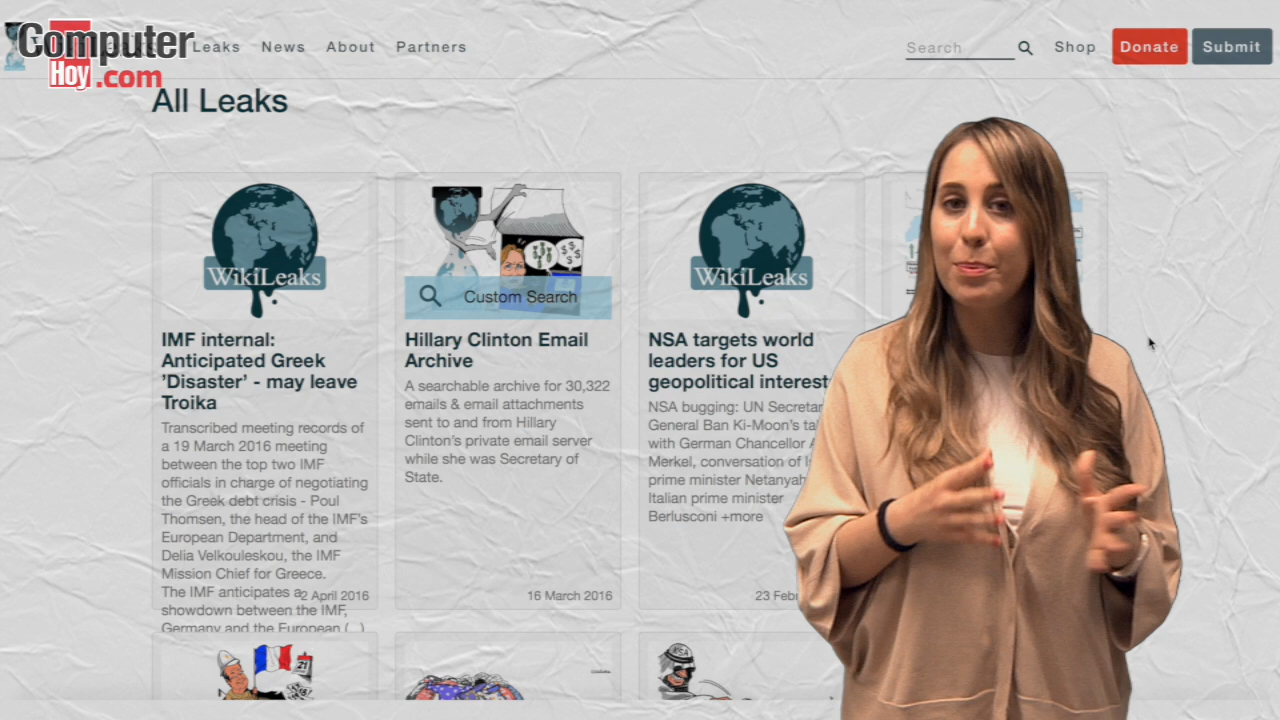 Computer
Hoy.com
Leaks News About Partners
Search
Shop
Donate
Submit
All Leaks
WikiLeaks
IMF internal:
Anticipated Greek
'Disaster' - may leave
Troika
Transcribed meeting records of
a 19 March 2016 meeting
between the top two IMF
officials in charge of negotiating
the Greek debt crisis - Poul
Thomsen, the head of the IMF's
European Department, and
Delia Velkouleskou, the IMF
Mission Chief for Greece.
The IMF anticipates a
2 April 2016
showdown between the IMF,
Germany and the European (...)
$ $ $ $
Custom Search
Hillary Clinton Email
Archive
A searchable archive for 30,322
emails & email attachments
sent to and from Hillary
Clinton's private email server
while she was Secretary of
State.
16 March 2016
WikiLeaks
NSA targets world
leaders for US
geopolitical interest
NSA bugging: UN Secretar
General Ban Ki-Moon's ta
with German Chancellor
Merkel, conversation of
prime minister Netanyah
Italian prime minister
Berlusconi +more
23 Febr
21
NSA